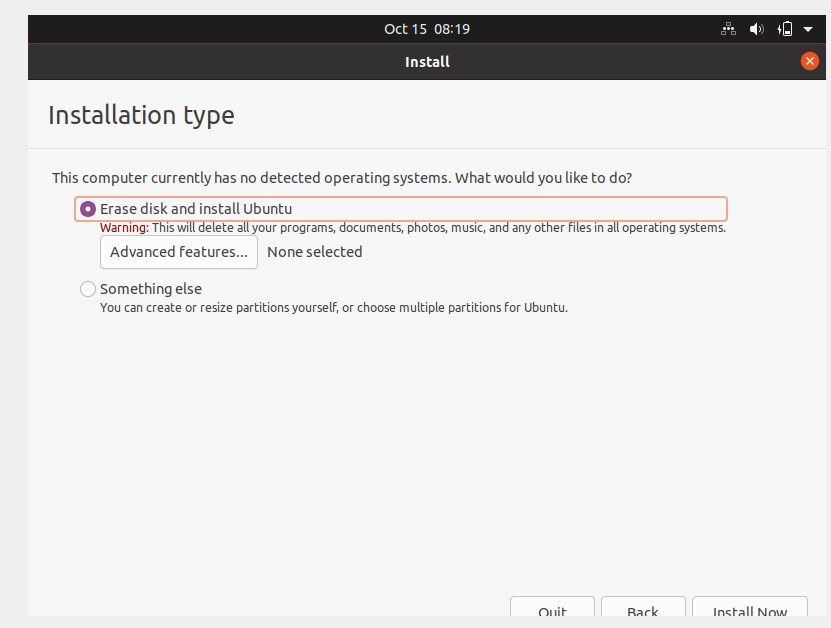 Oct 15 08:19
Install
Installation type
This computer currently has no detected operating systems. What would you like to do?
Erase disk and install Ubuntu
Warning: This will delete all your programs, documents, photos, music, and any other files in all operating systems.
Advanced features... None selected
Something else
You can create or resize partitions yourself, or choose multiple partitions for Ubuntu.
Quit Back Install Now